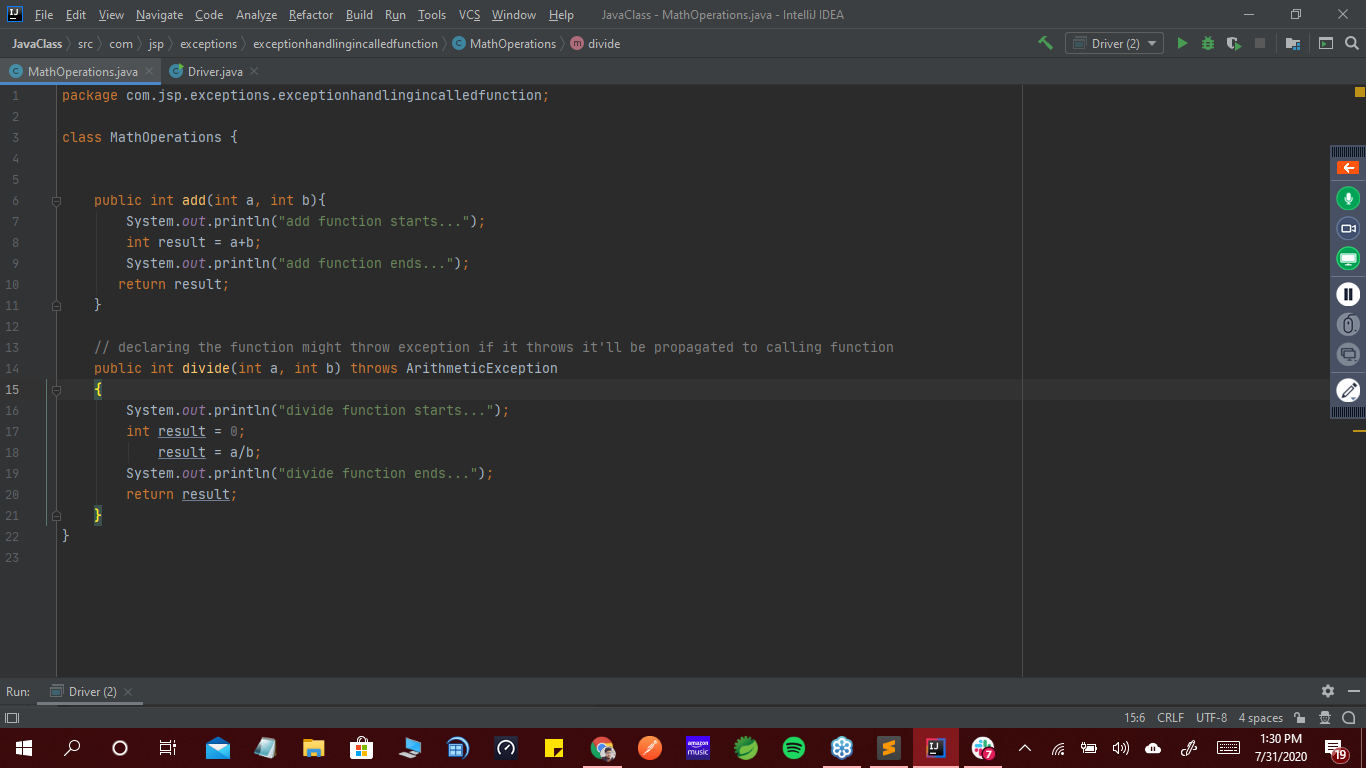 File Edit View Navigate Code Analyze Refactor Build Run Tools VCS Window Help JavaClass - MathOperations.java - IntelliJ IDEA
JavaClass src com jsp exceptions exceptionhandlingincalledfunction MathOperations divide Driver (2)
MathOperations.java Driver.java
1 package com.jsp.exceptions.exceptionhandlingincalledfunction;
2
3 class MathOperations {
4
5
6 public int add(int a, int b){
7 System.out.println("add function starts...");
8 int result = a+b;
9 System.out.println("add function ends...");
10 return result;
11 }
12
13 // declaring the function might throw exception if it throws it'll be propagated to calling function
14 public int divide(int a, int b) throws ArithmeticException
15 {
16 System.out.println("divide function starts...");
17 int result = 0;
18 result = a/b;
19 System.out.println("divide function ends...");
20 return result;
21 }
22 }
23
Run: Driver (2)
15:6 CRLF UTF-8 4 spaces
amazon music
IJ
7
1:30 PM
7/31/2020
19